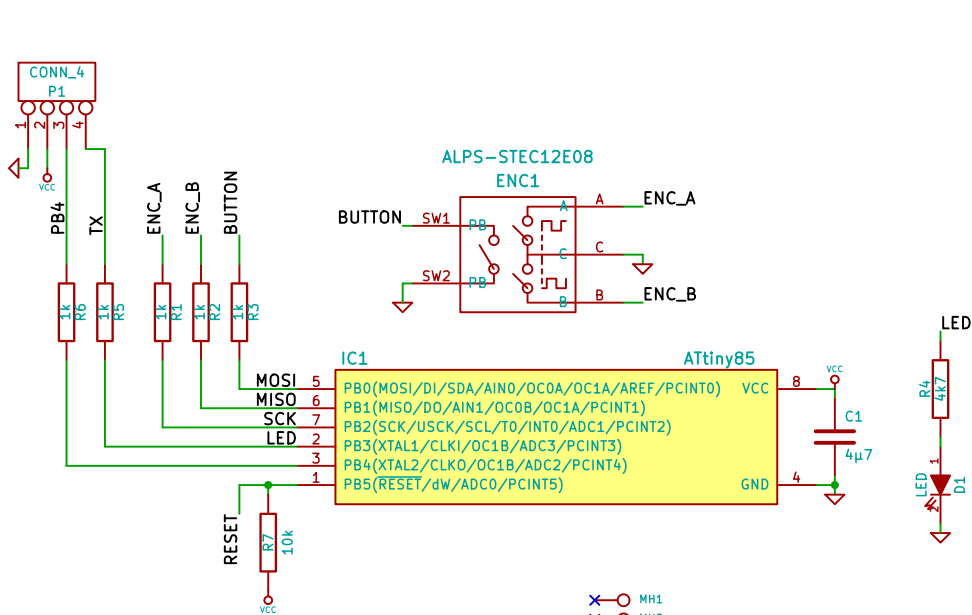 CONN_4
P1
1
2
3
4
VCC
PB4
TX
ENC_A
ENC_B
BUTTON
1k
R6
1k
R5
1k
R1
1k
R2
1k
R3
ALPS-STEC12E08
ENC1
BUTTON
SW1
PB
SW2
PB
A
A
ENC_A
C
C
B
B
ENC_B
IC1
ATtiny85
MOSI
5
PB0(MOSI/DI/SDA/AIN0/OC0A/OC1A/AREF/PCINT0)
MISO
6
PB1(MISO/DO/AIN1/OC0B/OC1A/PCINT1)
SCK
7
PB2(SCK/USCK/SCL/T0/INT0/ADC1/PCINT2)
LED
2
PB3(XTAL1/CLKI/OC1B/ADC3/PCINT3)
3
PB4(XTAL2/CLKO/OC1B/ADC2/PCINT4)
1
PB5(RESET/dW/ADC0/PCINT5)
VCC
8
GND
4
VCC
C1
4µ7
RESET
R7
10k
VCC
LED
R4
4k7
1
LED
D1
2
MH1